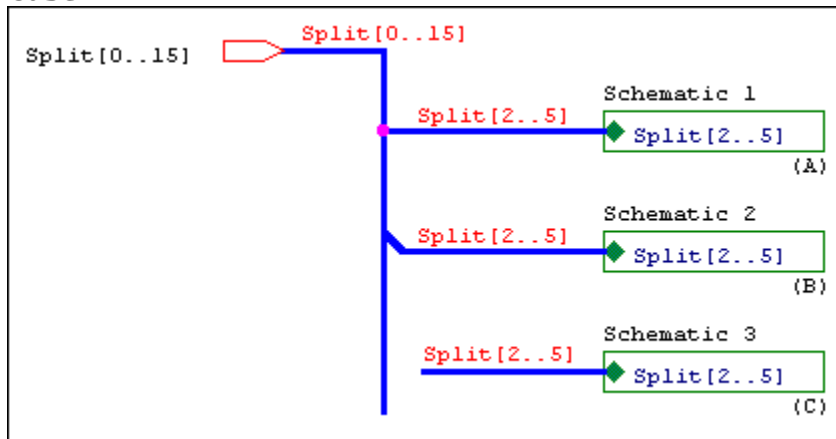 Split[0..15]
Split[0..15]
Schematic 1
Split[2..5]
Split[2..5]
(A)
Schematic 2
Split[2..5]
Split[2..5]
(B)
Schematic 3
Split[2..5]
Split[2..5]
(C)